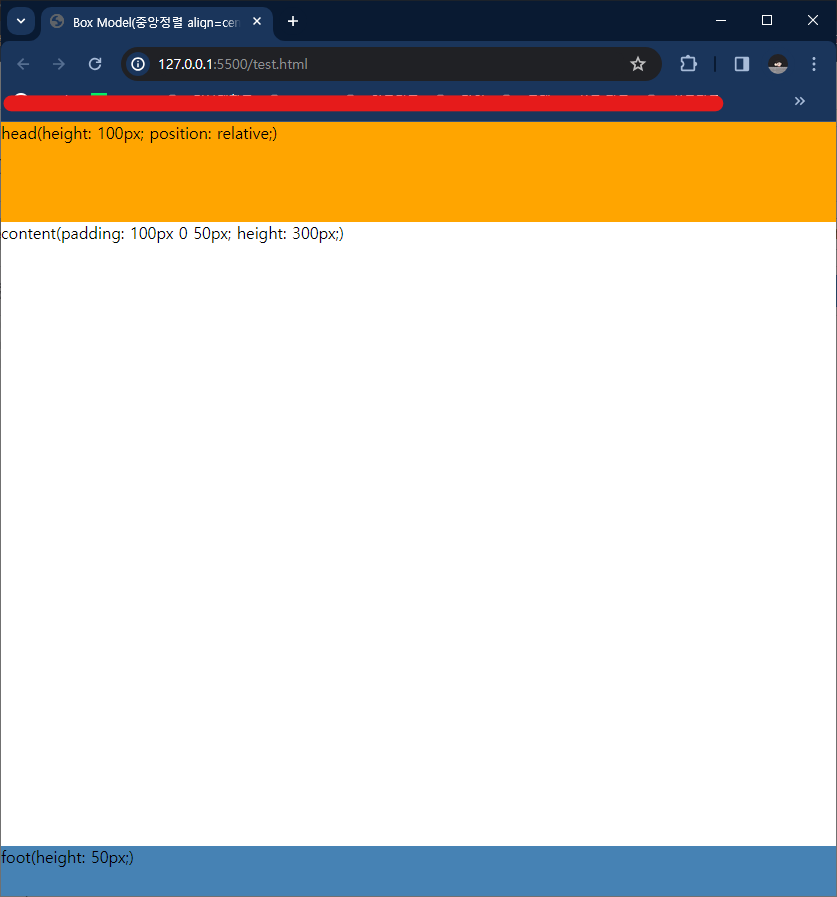 Box Model(중앙정렬 align=cen
127.0.0.1:5500/test.html
head(height: 100px; position: relative;)
content(padding: 100px 0 50px; height: 300px;)
foot(height: 50px;)